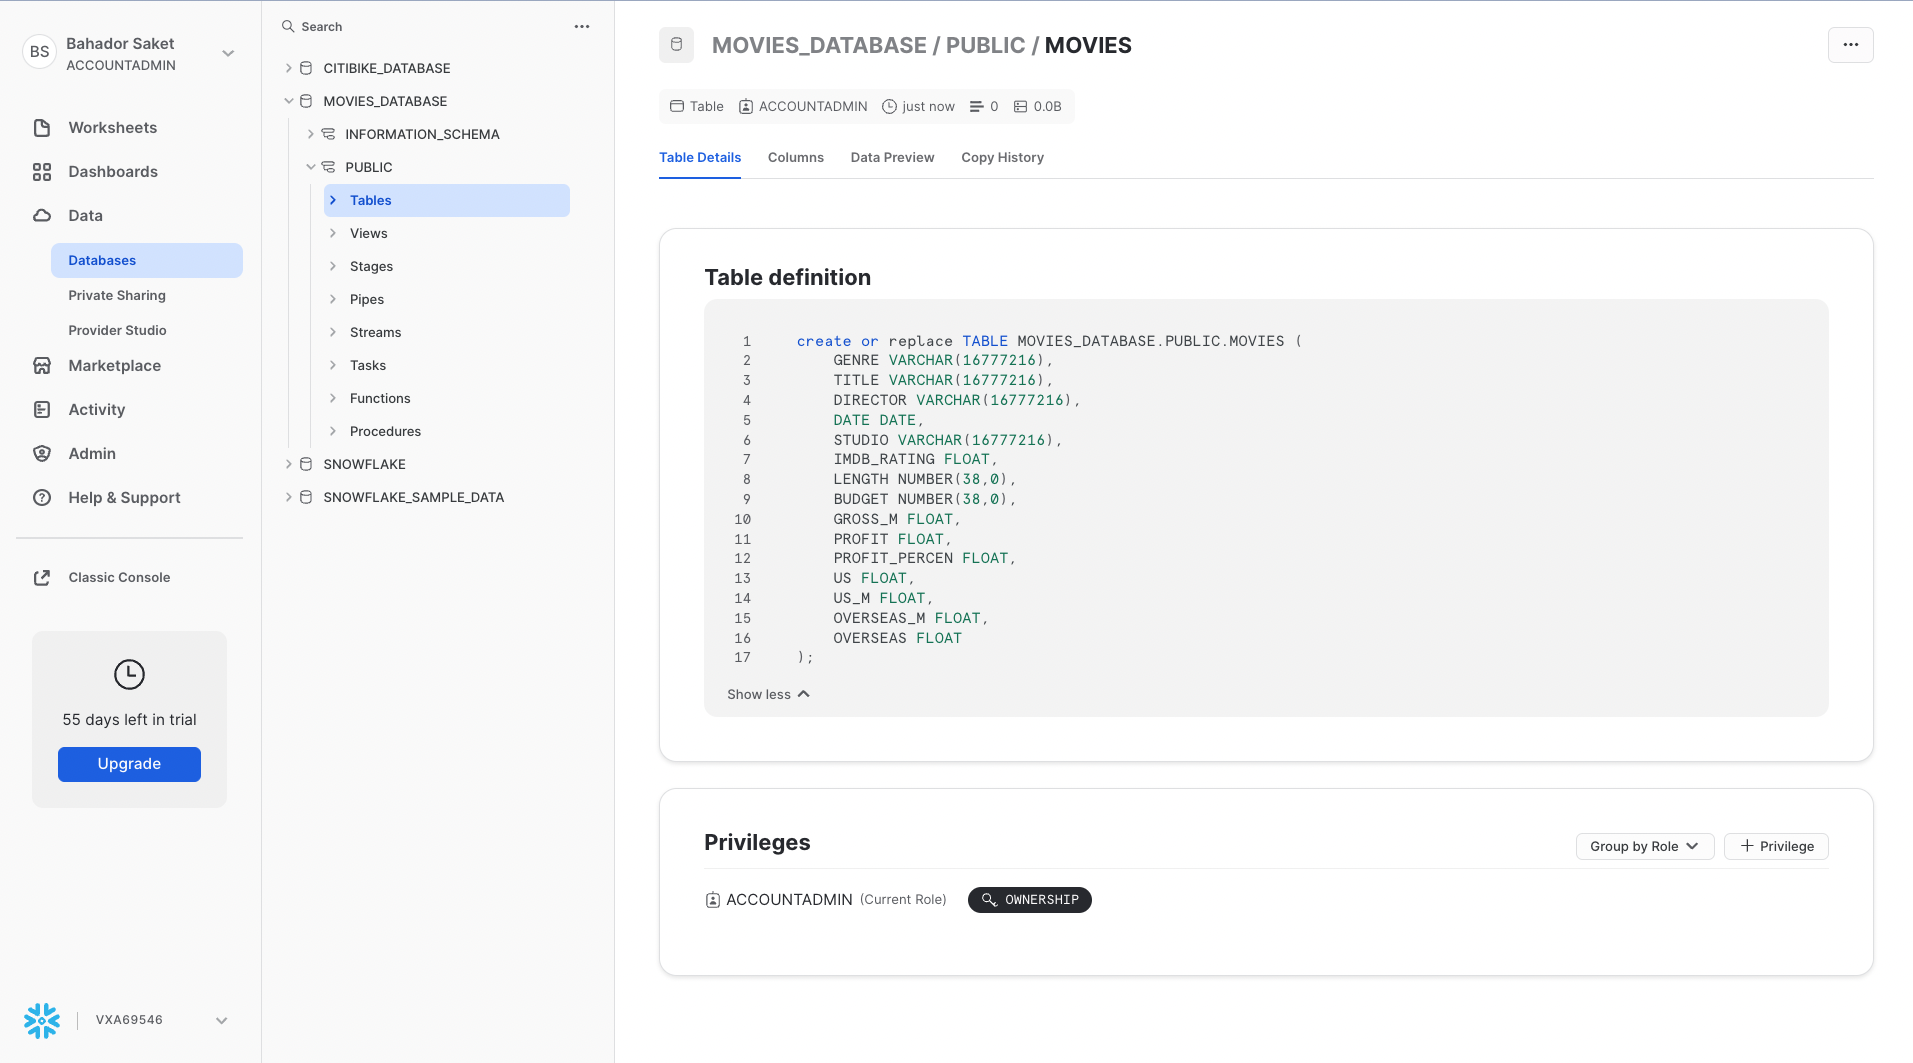 BS
Bahador Saket
ACCOUNTADMIN
Worksheets
Dashboards
Data
Databases
Private Sharing
Provider Studio
Marketplace
Activity
Admin
Help & Support
Classic Console
55 days left in trial
Upgrade
VXA69546
Search
CITIBIKE_DATABASE
MOVIES_DATABASE
INFORMATION_SCHEMA
PUBLIC
Tables
Views
Stages
Pipes
Streams
Tasks
Functions
Procedures
SNOWFLAKE
SNOWFLAKE_SAMPLE_DATA
MOVIES_DATABASE / PUBLIC / MOVIES
Table ACCOUNTADMIN just now 0 0.0B
Table Details Columns Data Preview Copy History
Table definition
1 create or replace TABLE MOVIES_DATABASE.PUBLIC.MOVIES (
2 GENRE VARCHAR(16777216),
3 TITLE VARCHAR(16777216),
4 DIRECTOR VARCHAR(16777216),
5 DATE DATE,
6 STUDIO VARCHAR(16777216),
7 IMDB_RATING FLOAT,
8 LENGTH NUMBER(38,0),
9 BUDGET NUMBER(38,0),
10 GROSS_M FLOAT,
11 PROFIT FLOAT,
12 PROFIT_PERCEN FLOAT,
13 US FLOAT,
14 US_M FLOAT,
15 OVERSEAS_M FLOAT,
16 OVERSEAS FLOAT
17 );
Show less
Privileges
Group by Role
Privilege
ACCOUNTADMIN (Current Role) OWNERSHIP